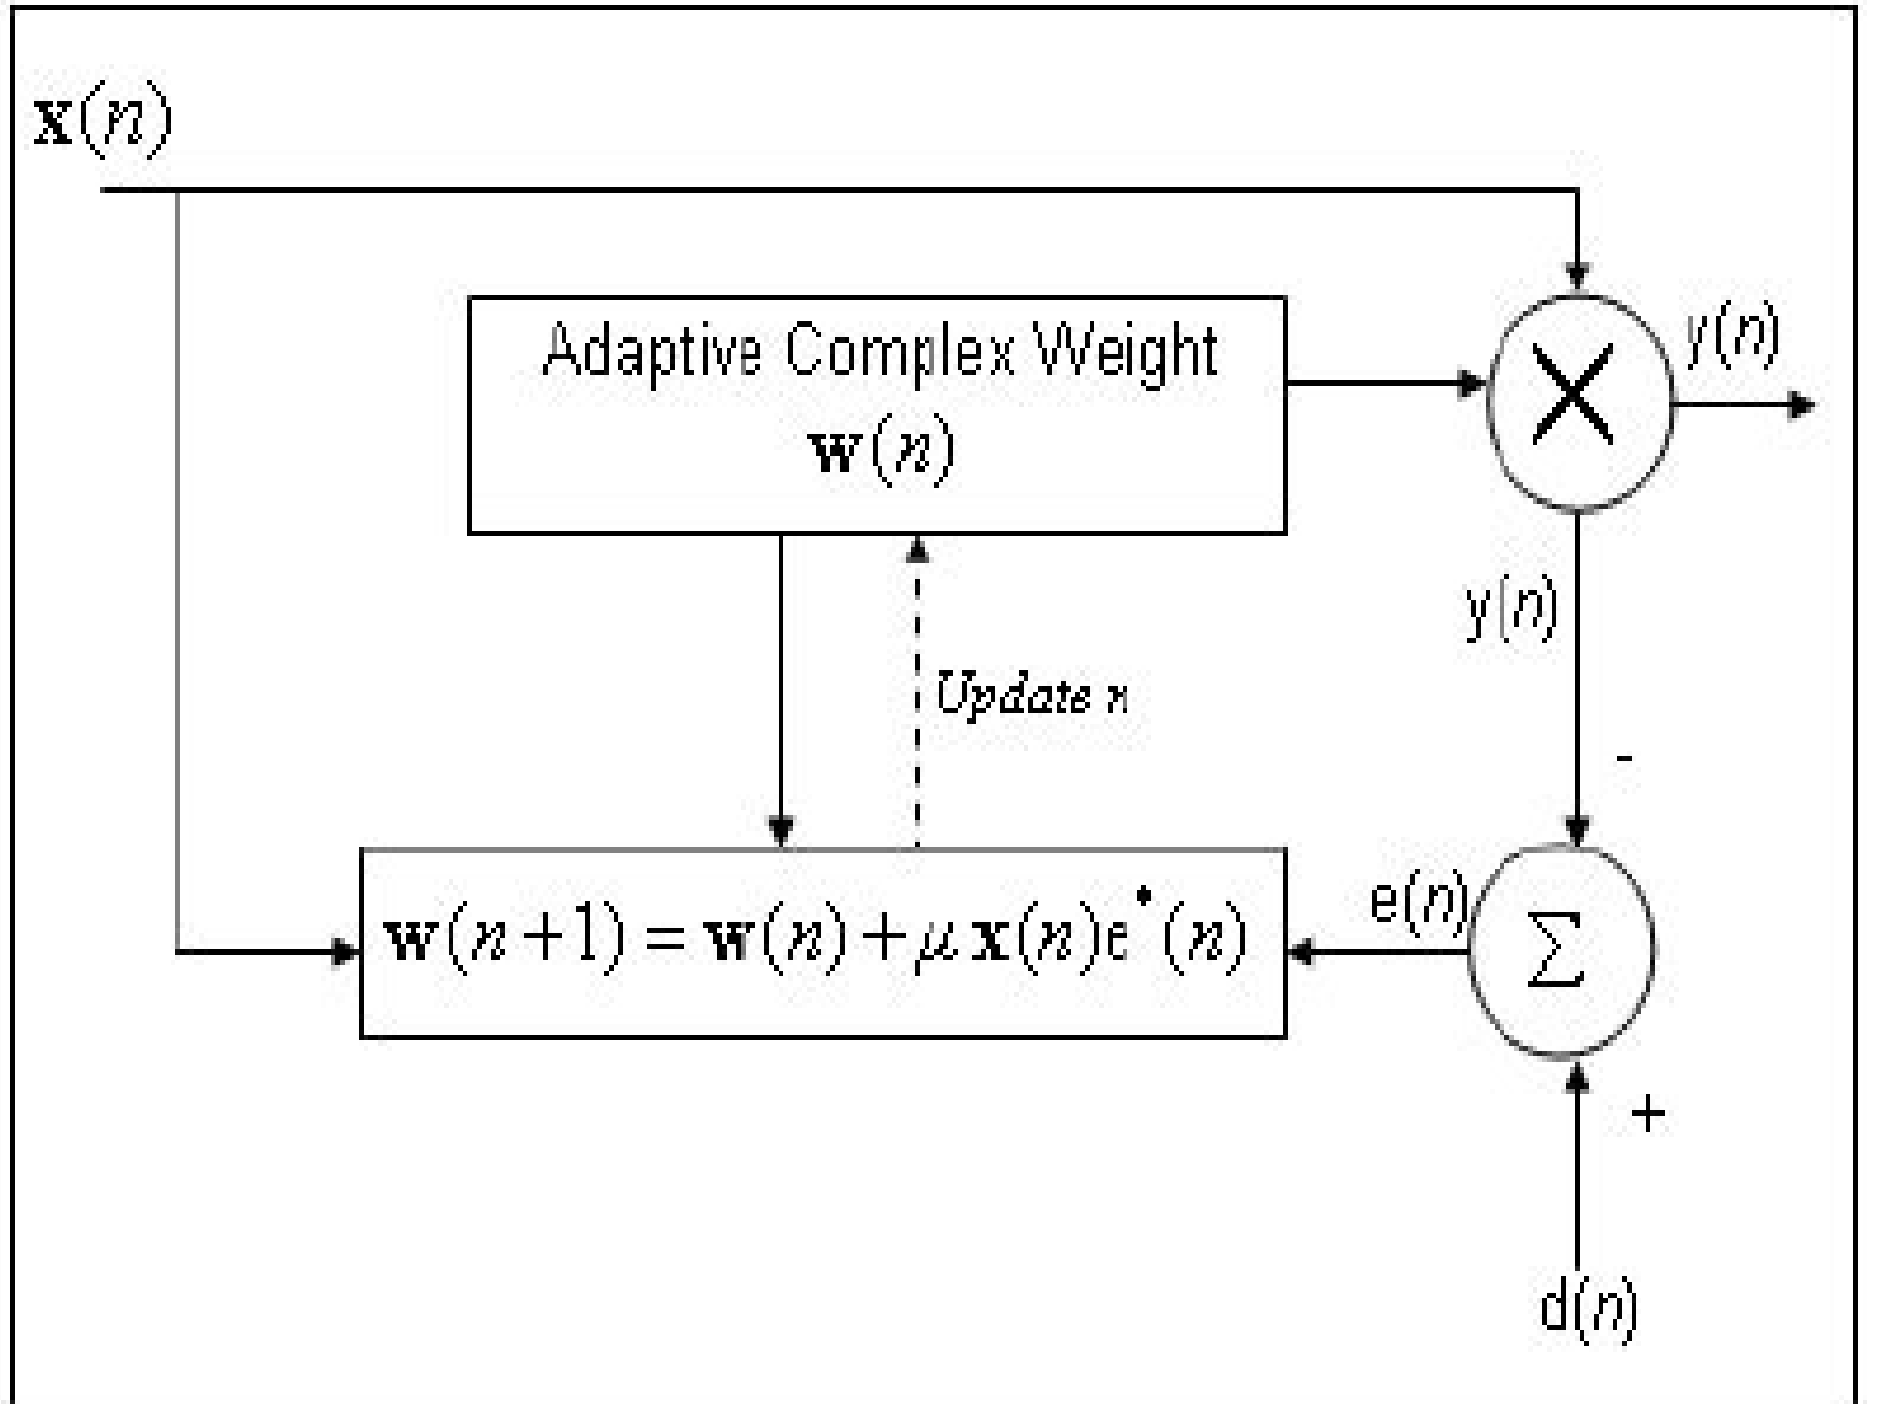 x(n)
Adaptive Complex Weight
w(n)
y(n)
y(n)
Update n
-
e(n)
w(n+1) = w(n)+μ x(n)e*(n)
Σ
+
d(n)